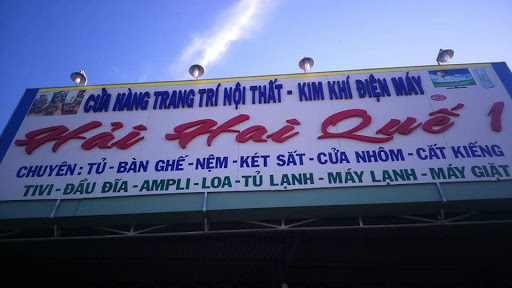 CỬA HÀNG TRANG TRÍ NỘI THẤT - KIM KHÍ ĐIỆN MÁY
Hải Hai Quế 1
CHUYÊN : TỦ - BÀN GHẾ - NỆM - KÉT SẮT - CỬA NHÔM - CẮT KIẾNG
TIVI - ĐẦU ĐĨA - AMPLI - LOA - TỦ LẠNH - MÁY LẠNH - MÁY GIẶT